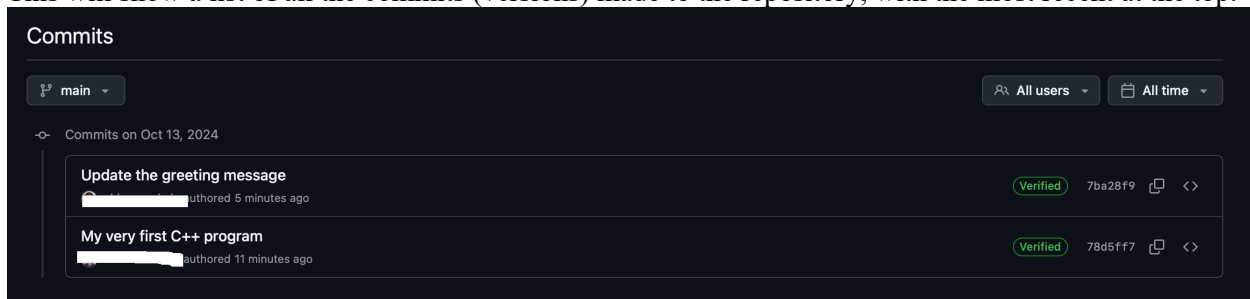 This will show a list of all the commits (versions) made to the repository, with the most recent at the top.
Commits
main
All users
All time
Commits on Oct 13, 2024
Update the greeting message
authored 5 minutes ago
Verified
7ba28f9
My very first C++ program
authored 11 minutes ago
Verified
78d5ff7